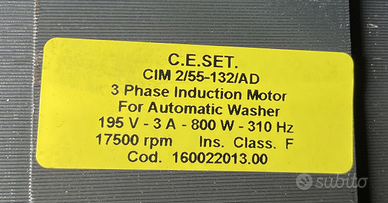 C.E.SET.
CIM 2/55-132/AD
3 Phase Induction Motor
For Automatic Washer
195 V - 3 A - 800 W - 310 Hz
17500 rpm Ins. Class. F
Cod. 160022013.00
subito